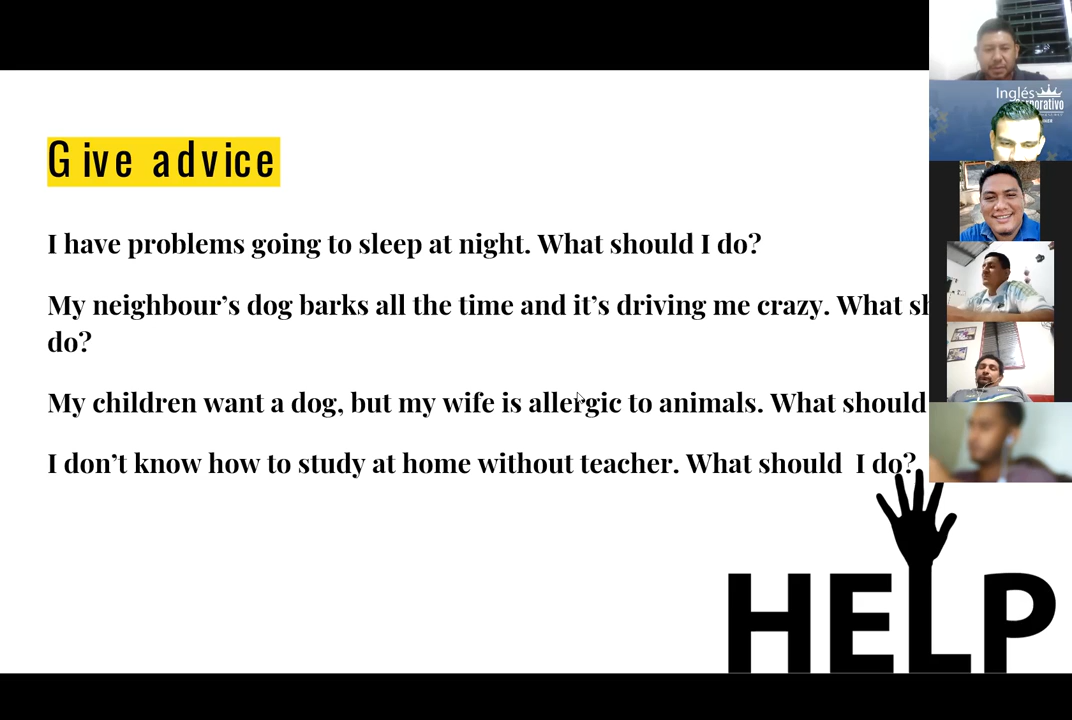 Give advice
I have problems going to sleep at night. What should I do?
My neighbour's dog barks all the time and it's driving me crazy. What
do?
My children want a dog, but my wife is allergic to animals. What should
I don't know how to study at home without teacher. What should I do?
HELP
Inglés